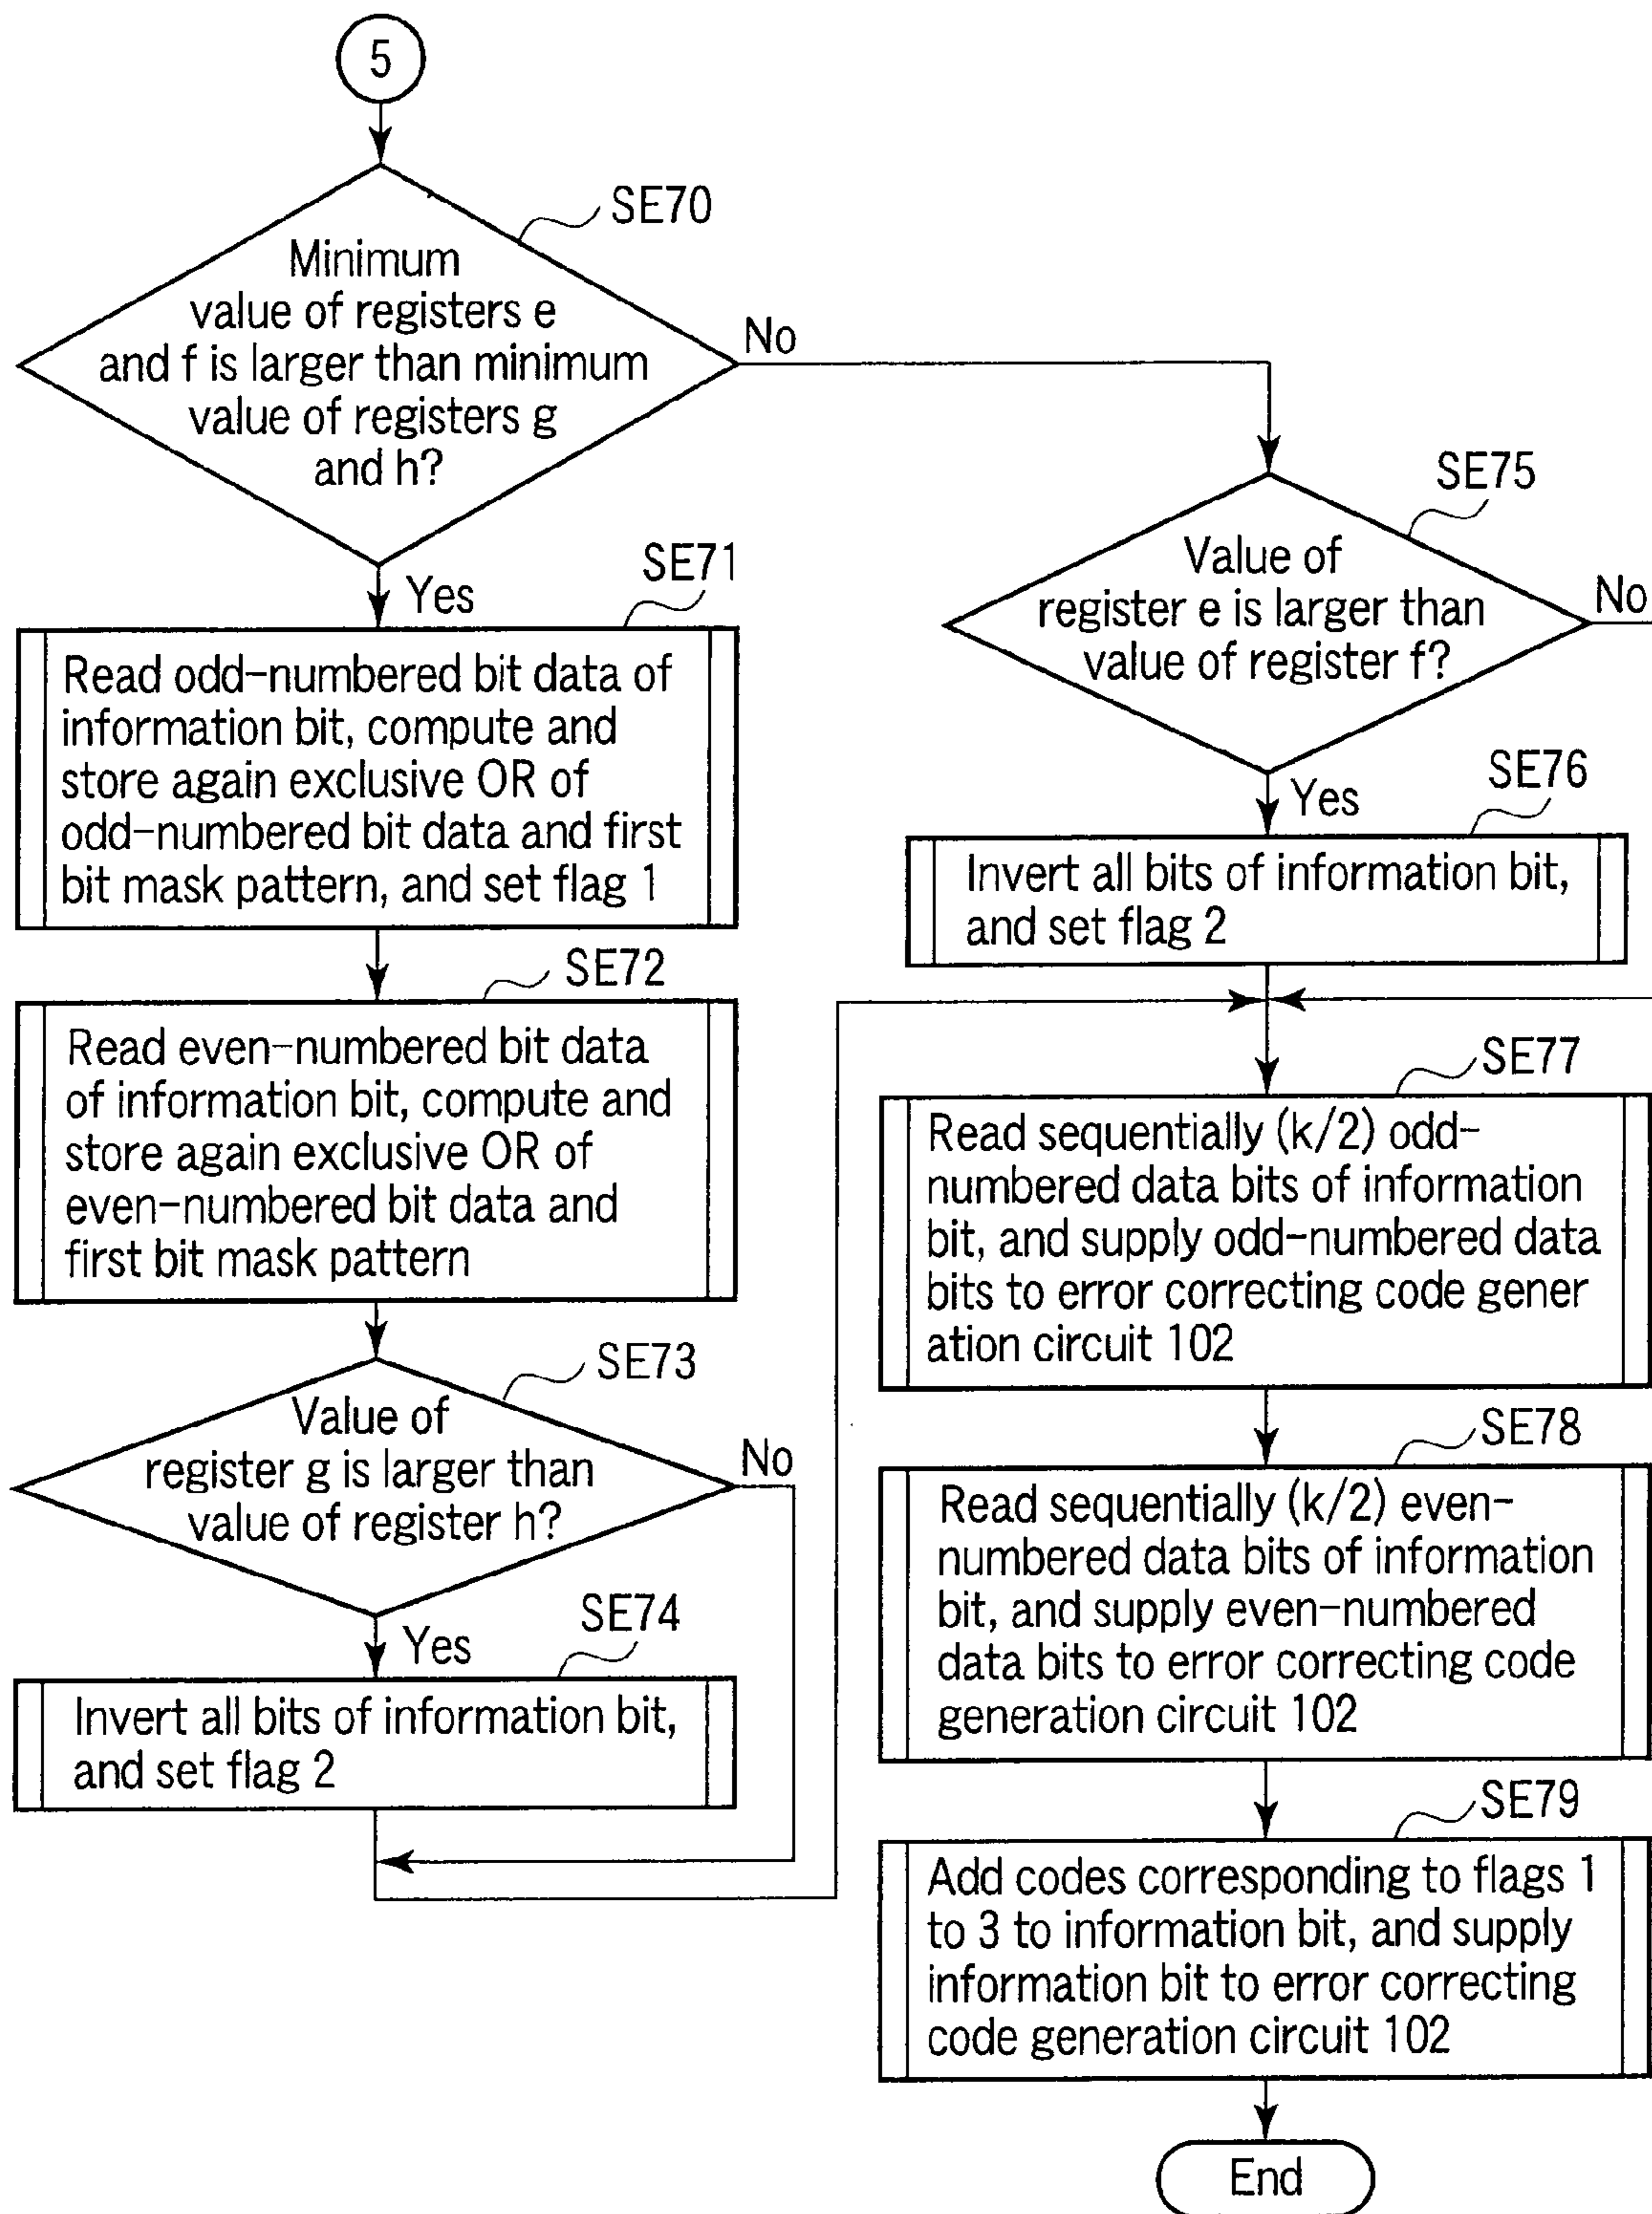 5
SE70
Minimum
value of registers e
and f is larger than minimum
value of registers g
and h?
No
Yes
SE71
Read odd-numbered bit data of
information bit, compute and
store again exclusive OR of
odd-numbered bit data and first
bit mask pattern, and set flag 1
SE72
Read even-numbered bit data
of information bit, compute and
store again exclusive OR of
even-numbered bit data and
first bit mask pattern
SE73
Value of
register g is larger than
value of register h?
No
Yes
SE74
Invert all bits of information bit,
and set flag 2
SE75
Value of
register e is larger than
value of register f?
No
Yes
SE76
Invert all bits of information bit,
and set flag 2
SE77
Read sequentially (k/2) odd-
numbered data bits of information
bit, and supply odd-numbered data
bits to error correcting code gener
ation circuit 102
SE78
Read sequentially (k/2) even-
numbered data bits of information
bit, and supply even-numbered
data bits to error correcting code
generation circuit 102
SE79
Add codes corresponding to flags 1
to 3 to information bit, and supply
information bit to error correcting
code generation circuit 102
End